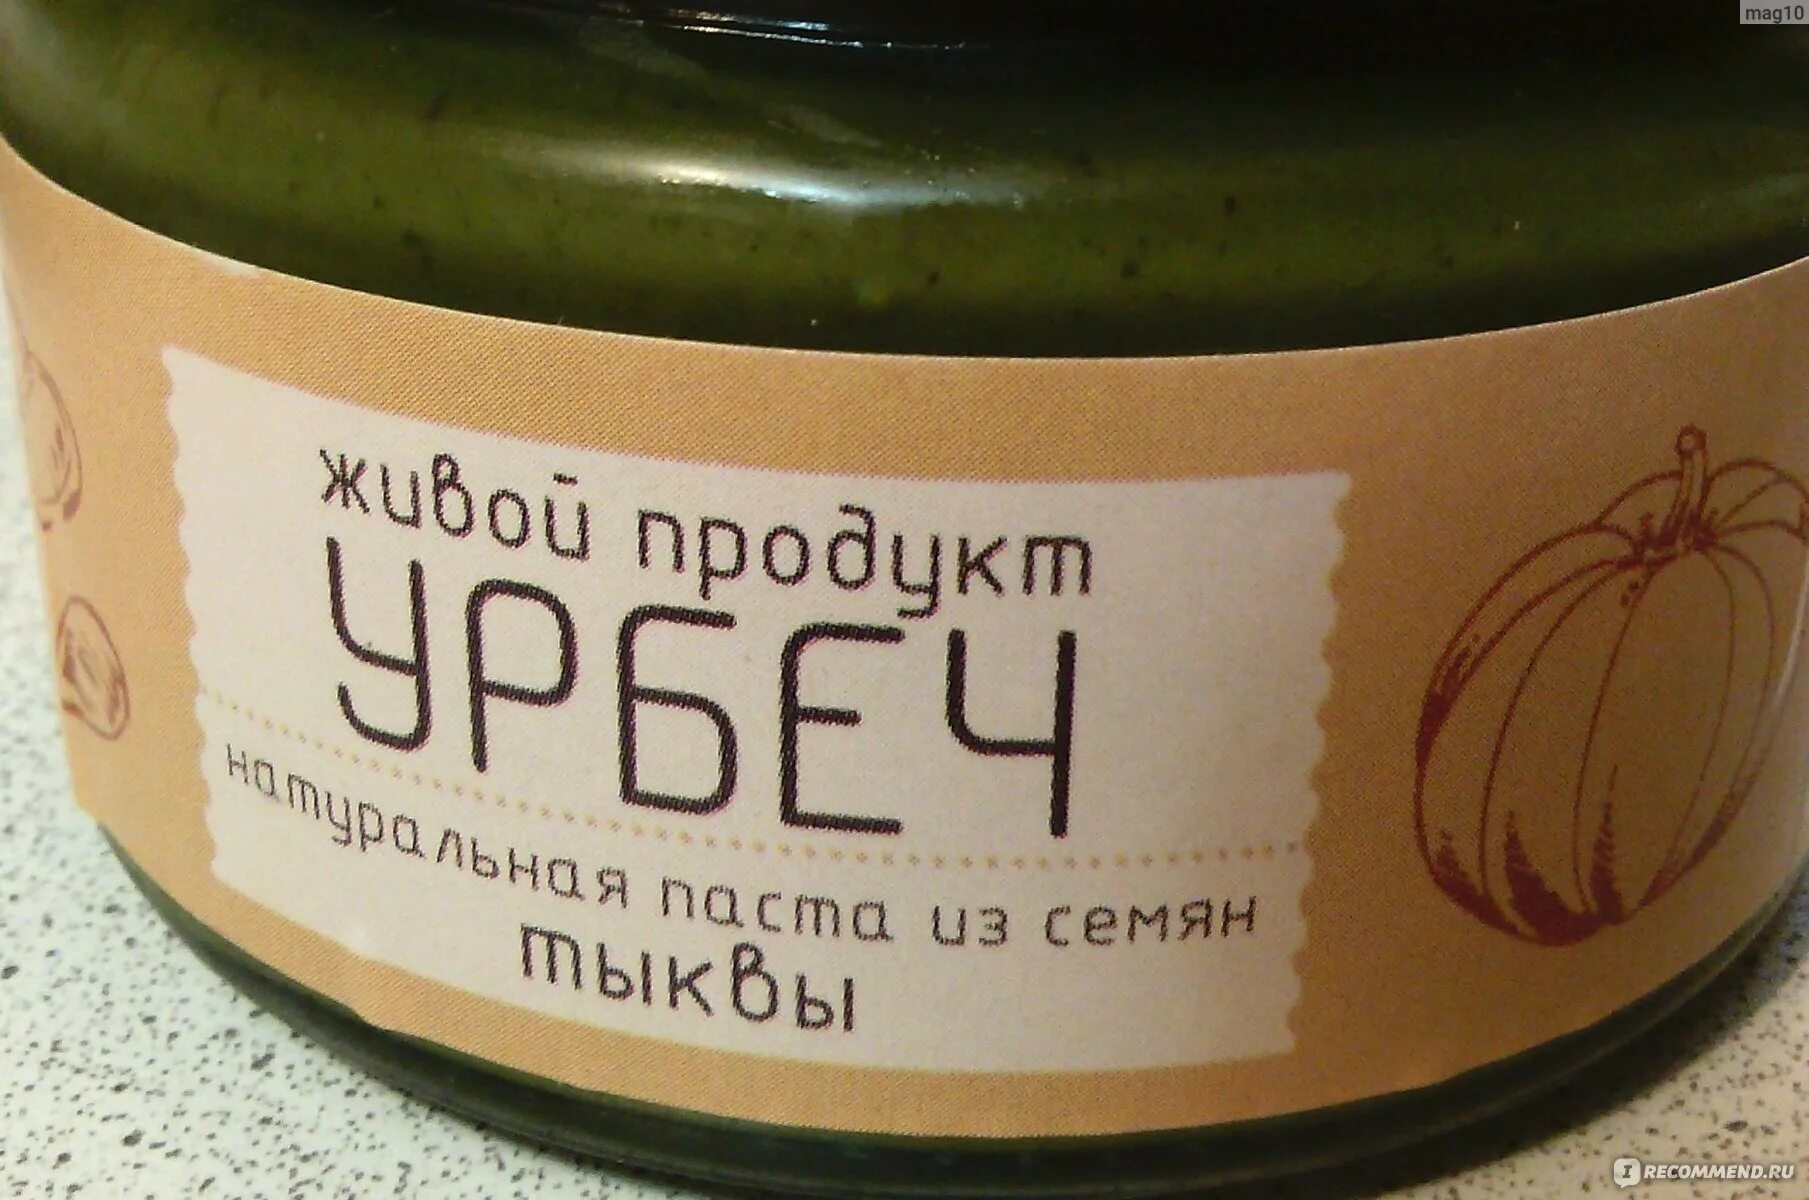 mag10
живой продукт
УРБЕЧ
натуральная паста из семян
тыквы
I RECOMMEND.RU